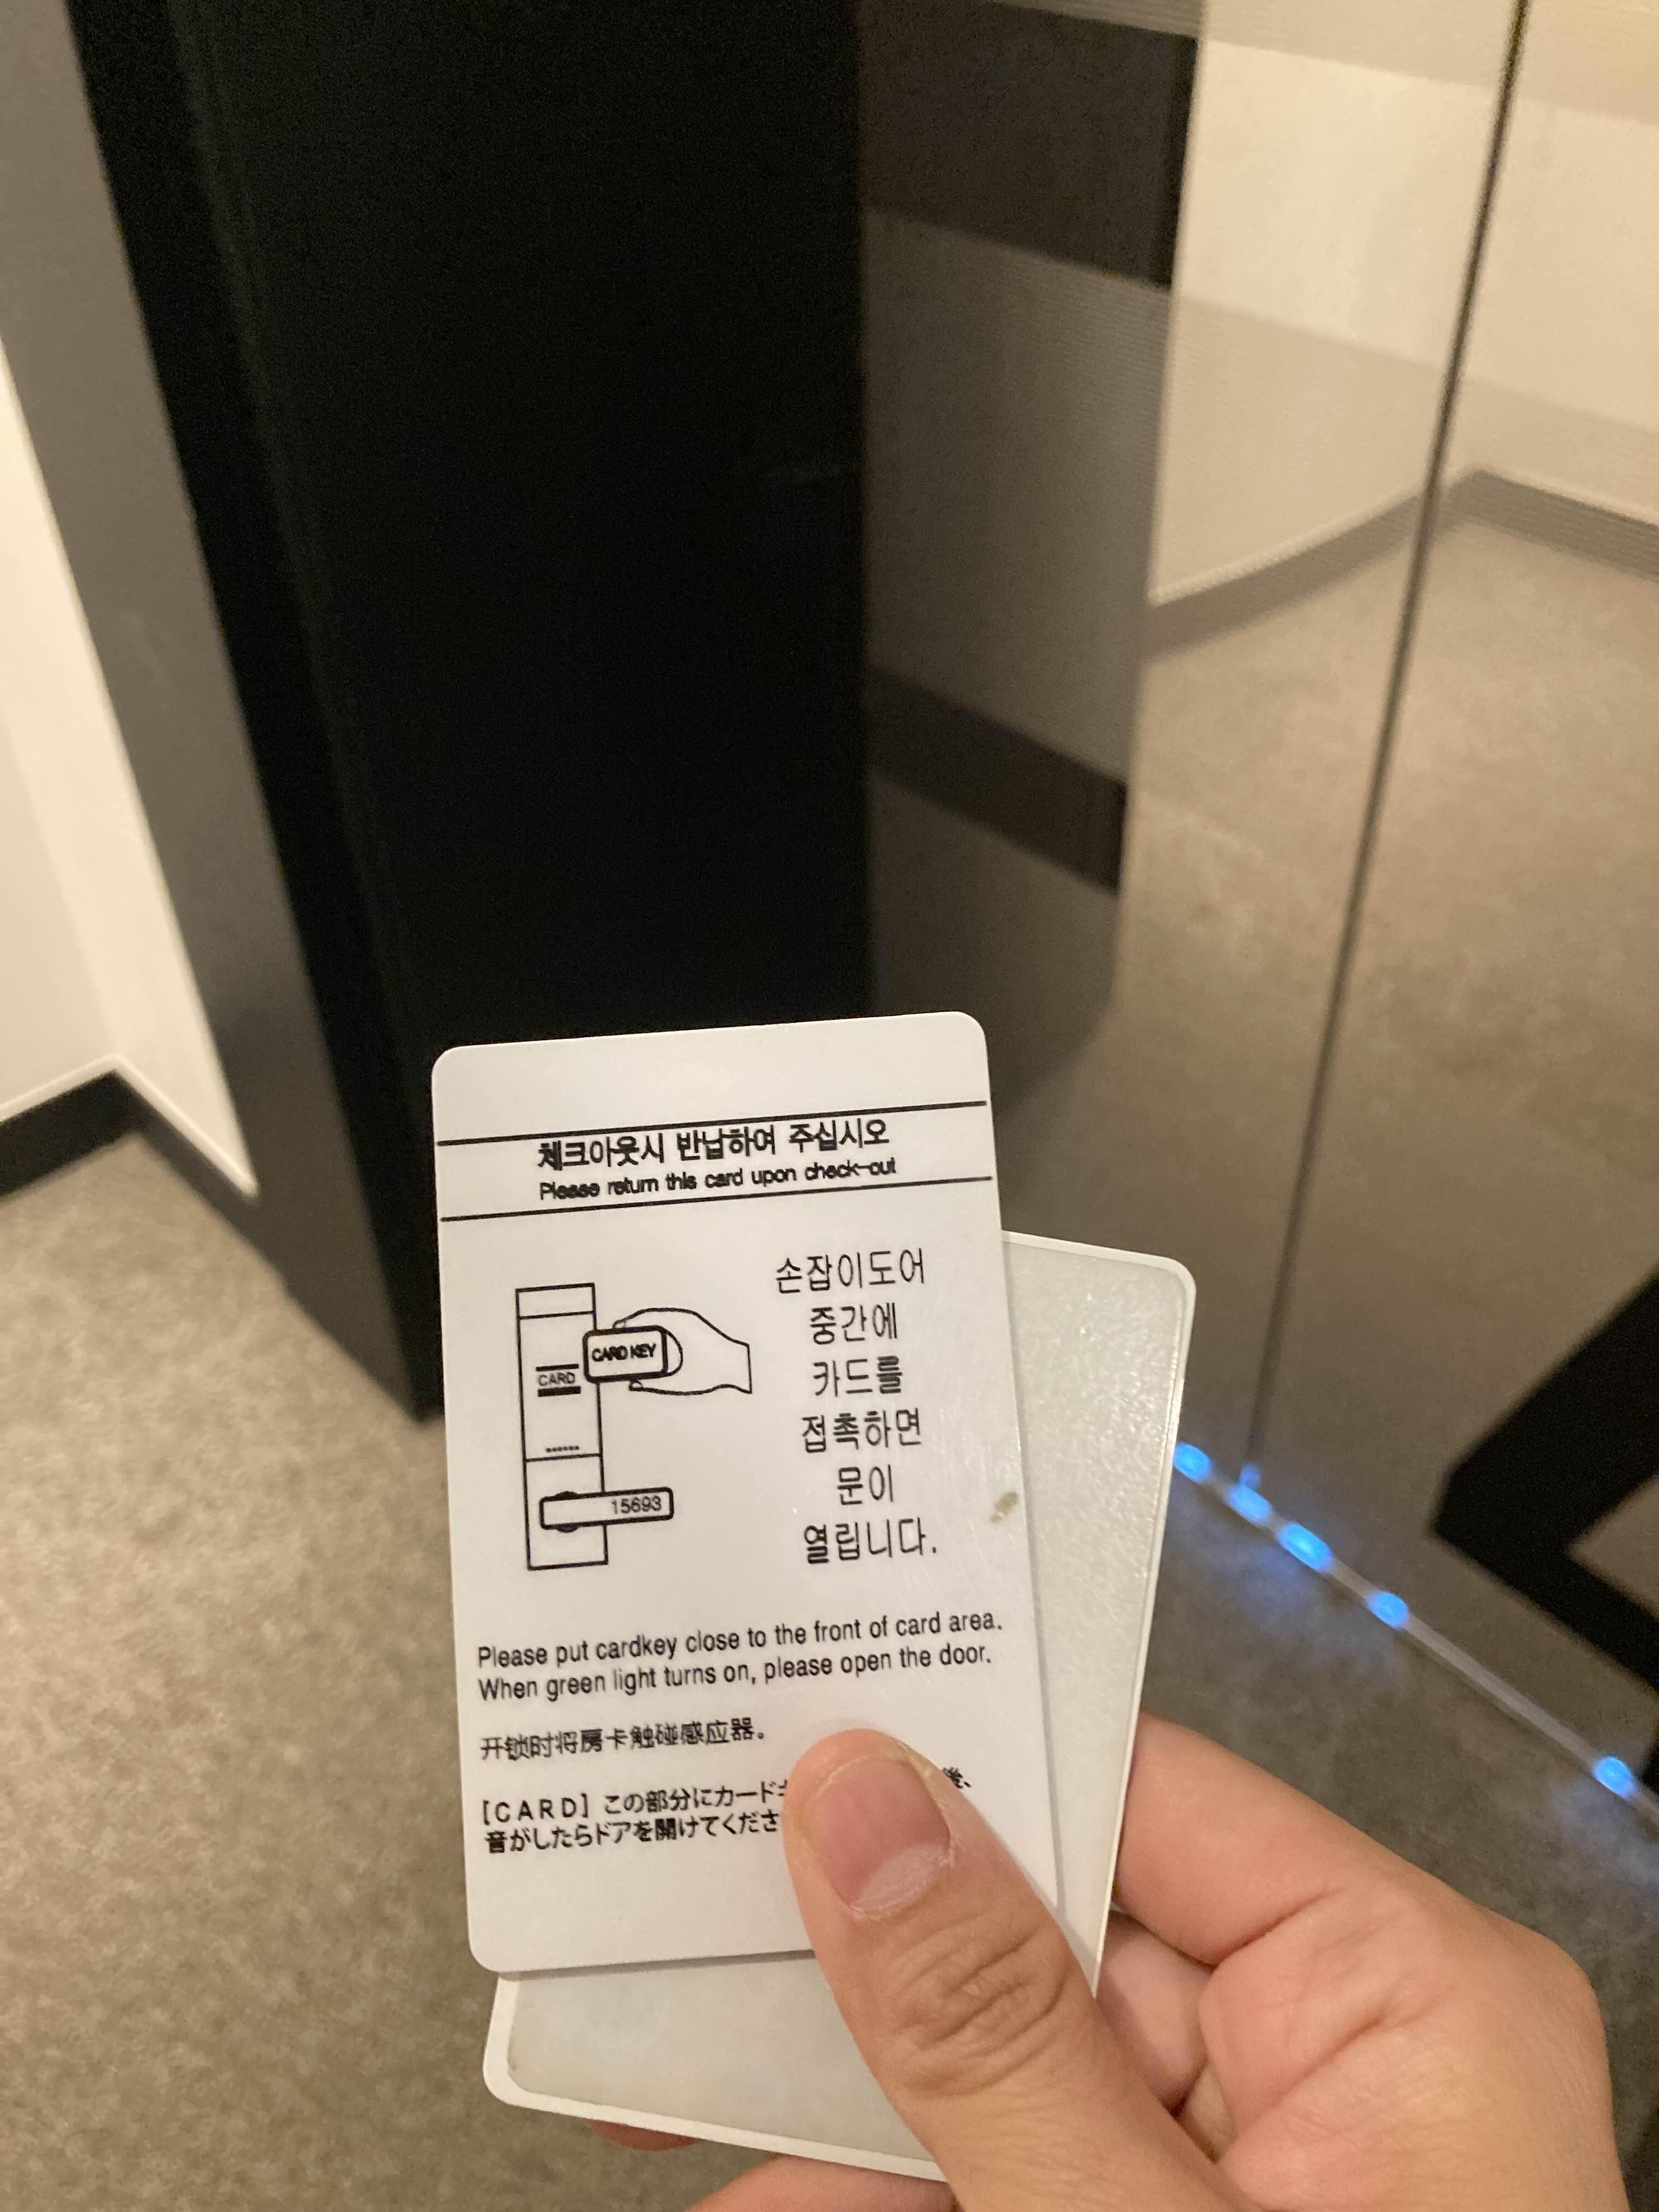 체크아웃시 반납하여 주십시오
Please return this card upon check-out
CARD KEY
CARD
15693
손잡이도어
중간에
카드를
접촉하면
문이
열립니다.
Please put cardkey close to the front of card area.
When green light turns on, please open the door.
开锁时将房卡触碰感应器。
【CARD】この部分にカード 後、
音がしたらドアを開けてくださ